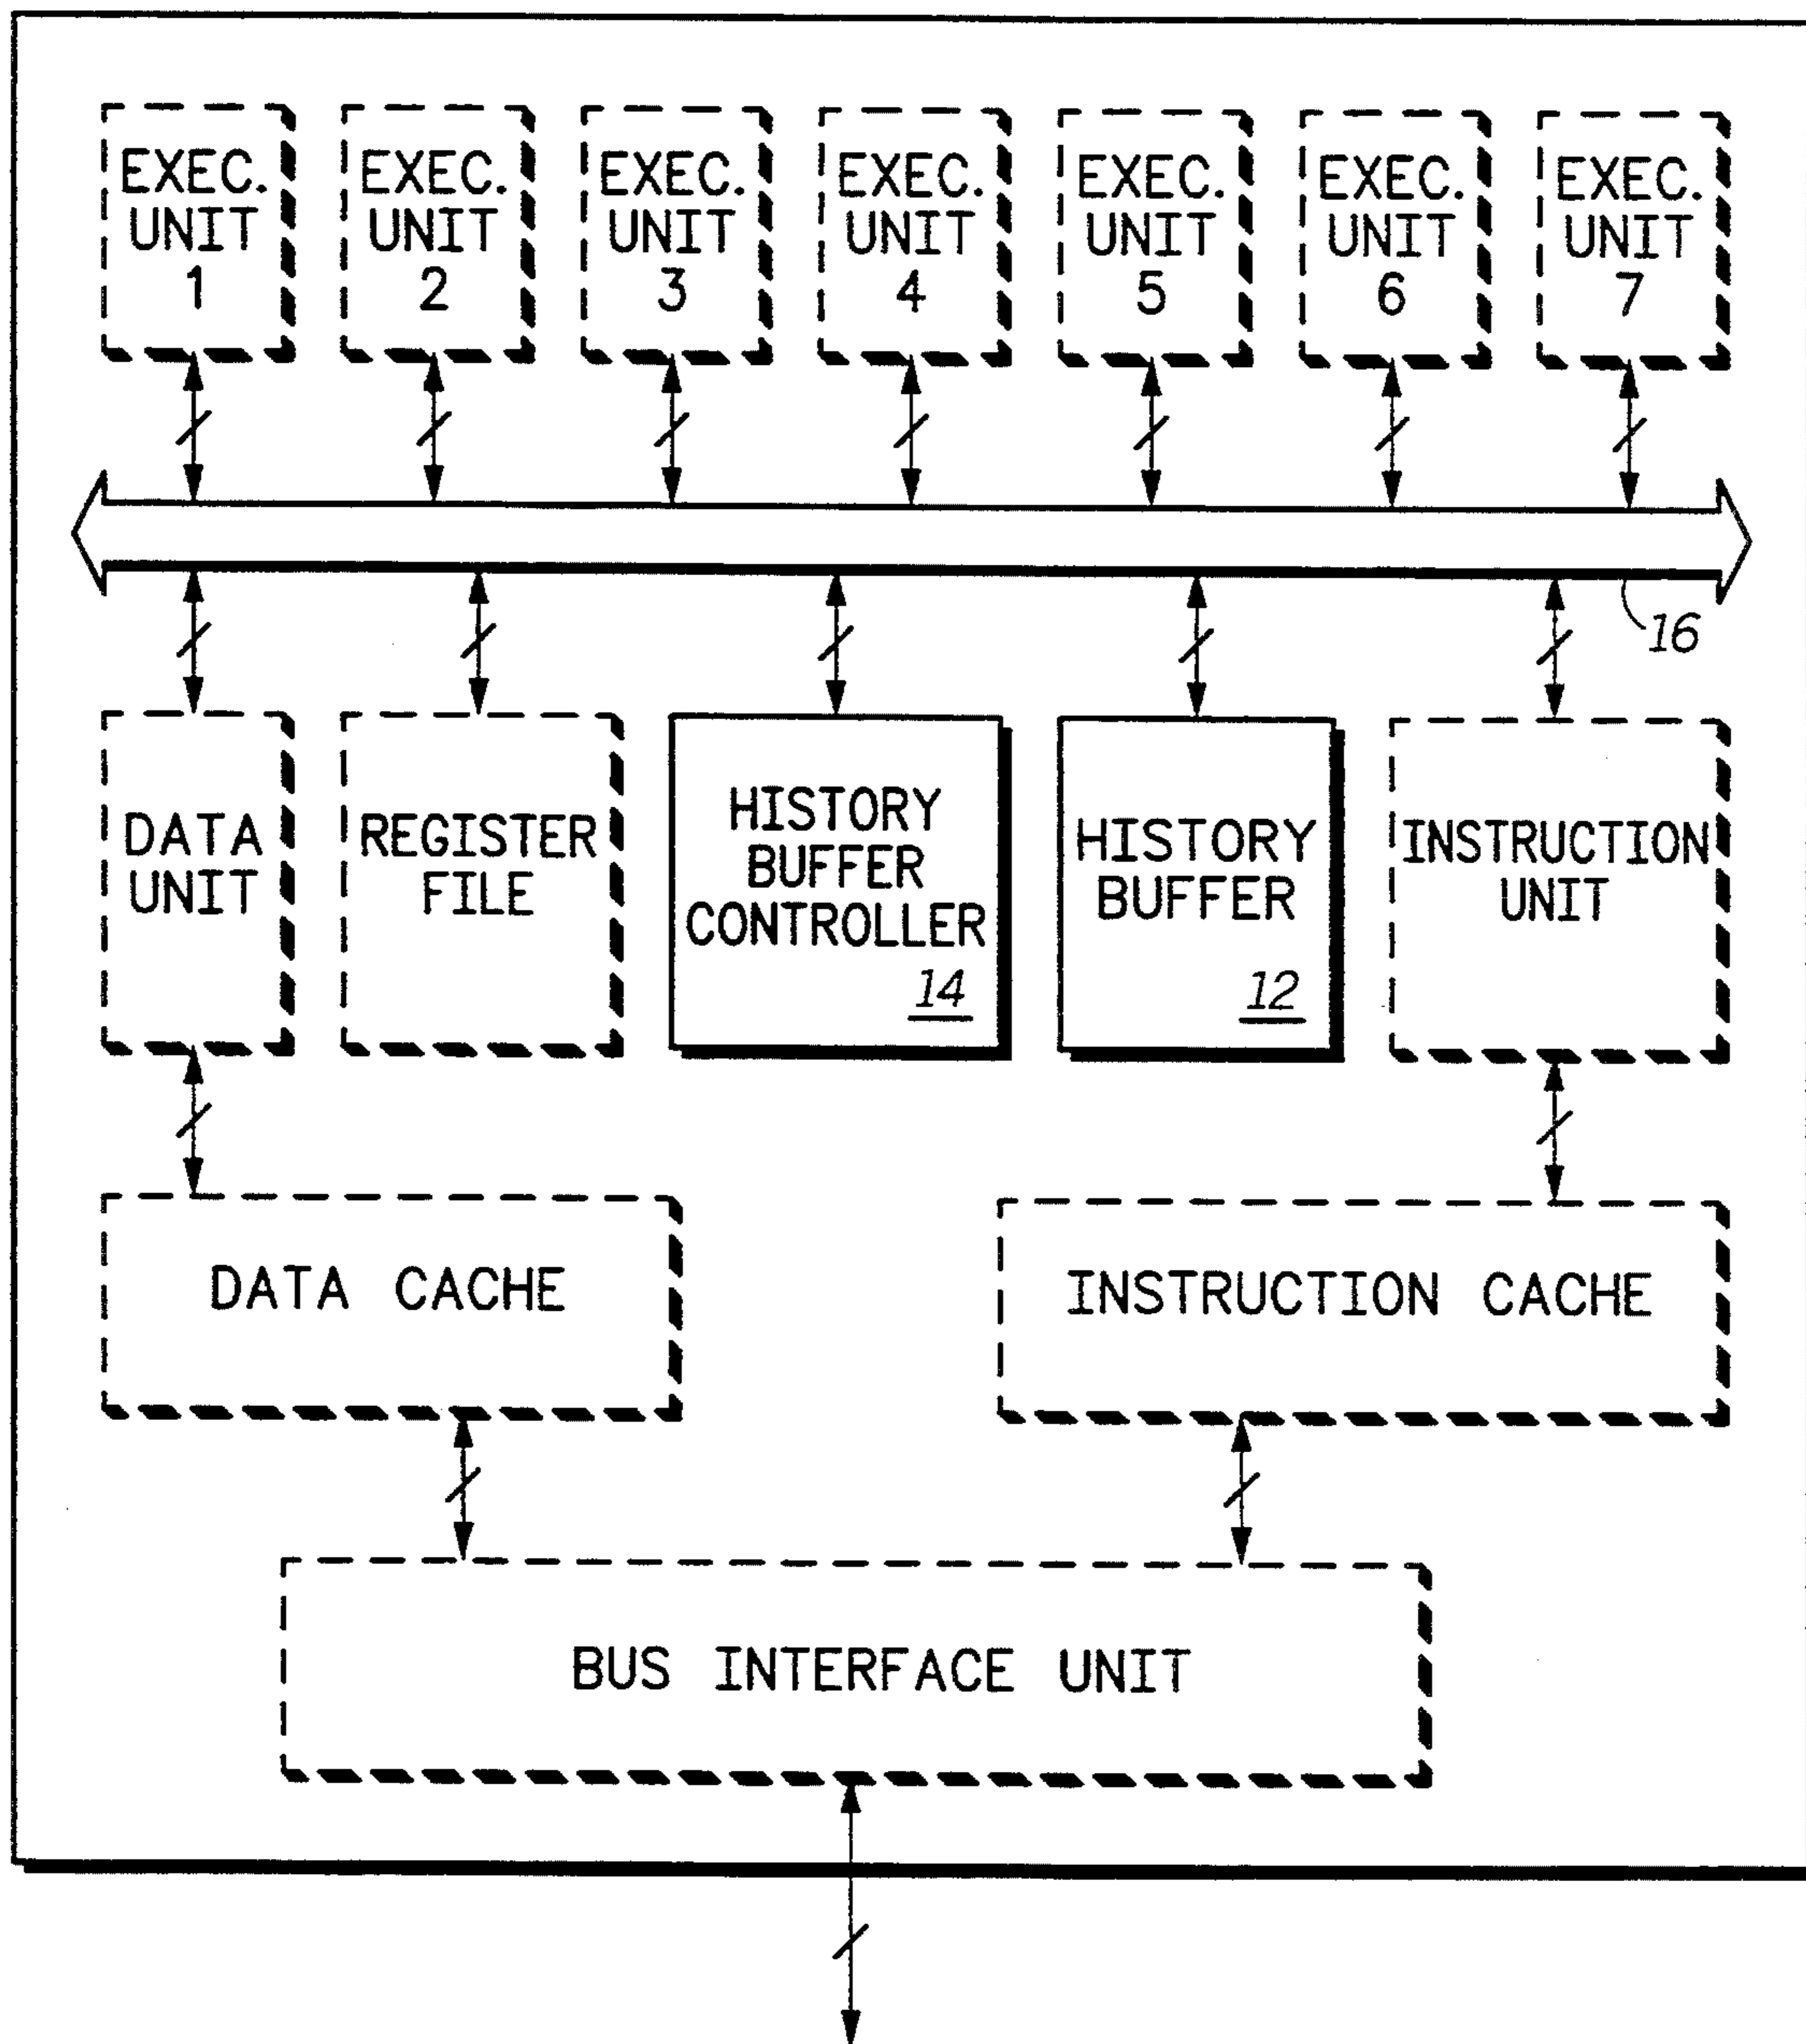 EXEC.
UNIT
1
EXEC.
UNIT
2
EXEC.
UNIT
3
EXEC.
UNIT
4
EXEC.
UNIT
5
EXEC.
UNIT
6
EXEC.
UNIT
7
16
DATA
UNIT
REGISTER
FILE
HISTORY
BUFFER
CONTROLLER
14
HISTORY
BUFFER
12
INSTRUCTION
UNIT
DATA CACHE
INSTRUCTION CACHE
BUS INTERFACE UNIT